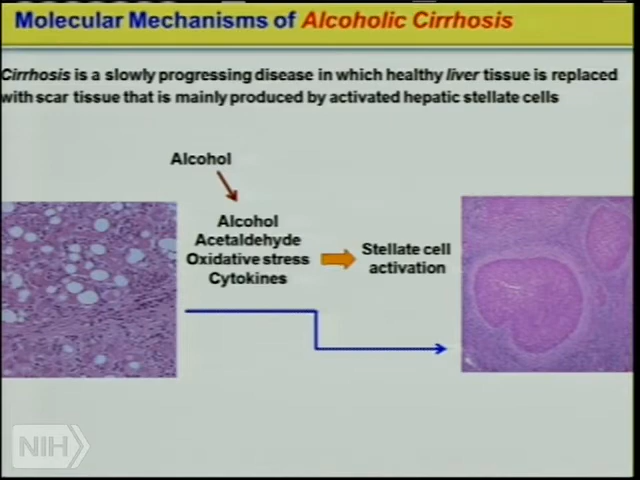 Molecular Mechanisms of Alcoholic Cirrhosis
Cirrhosis is a slowly progressing disease in which healthy liver tissue is replaced
with scar tissue that is mainly produced by activated hepatic stellate cells
Alcohol
Alcohol
Acetaldehyde
Oxidative stress
Cytokines
Stellate cell
activation
NIH